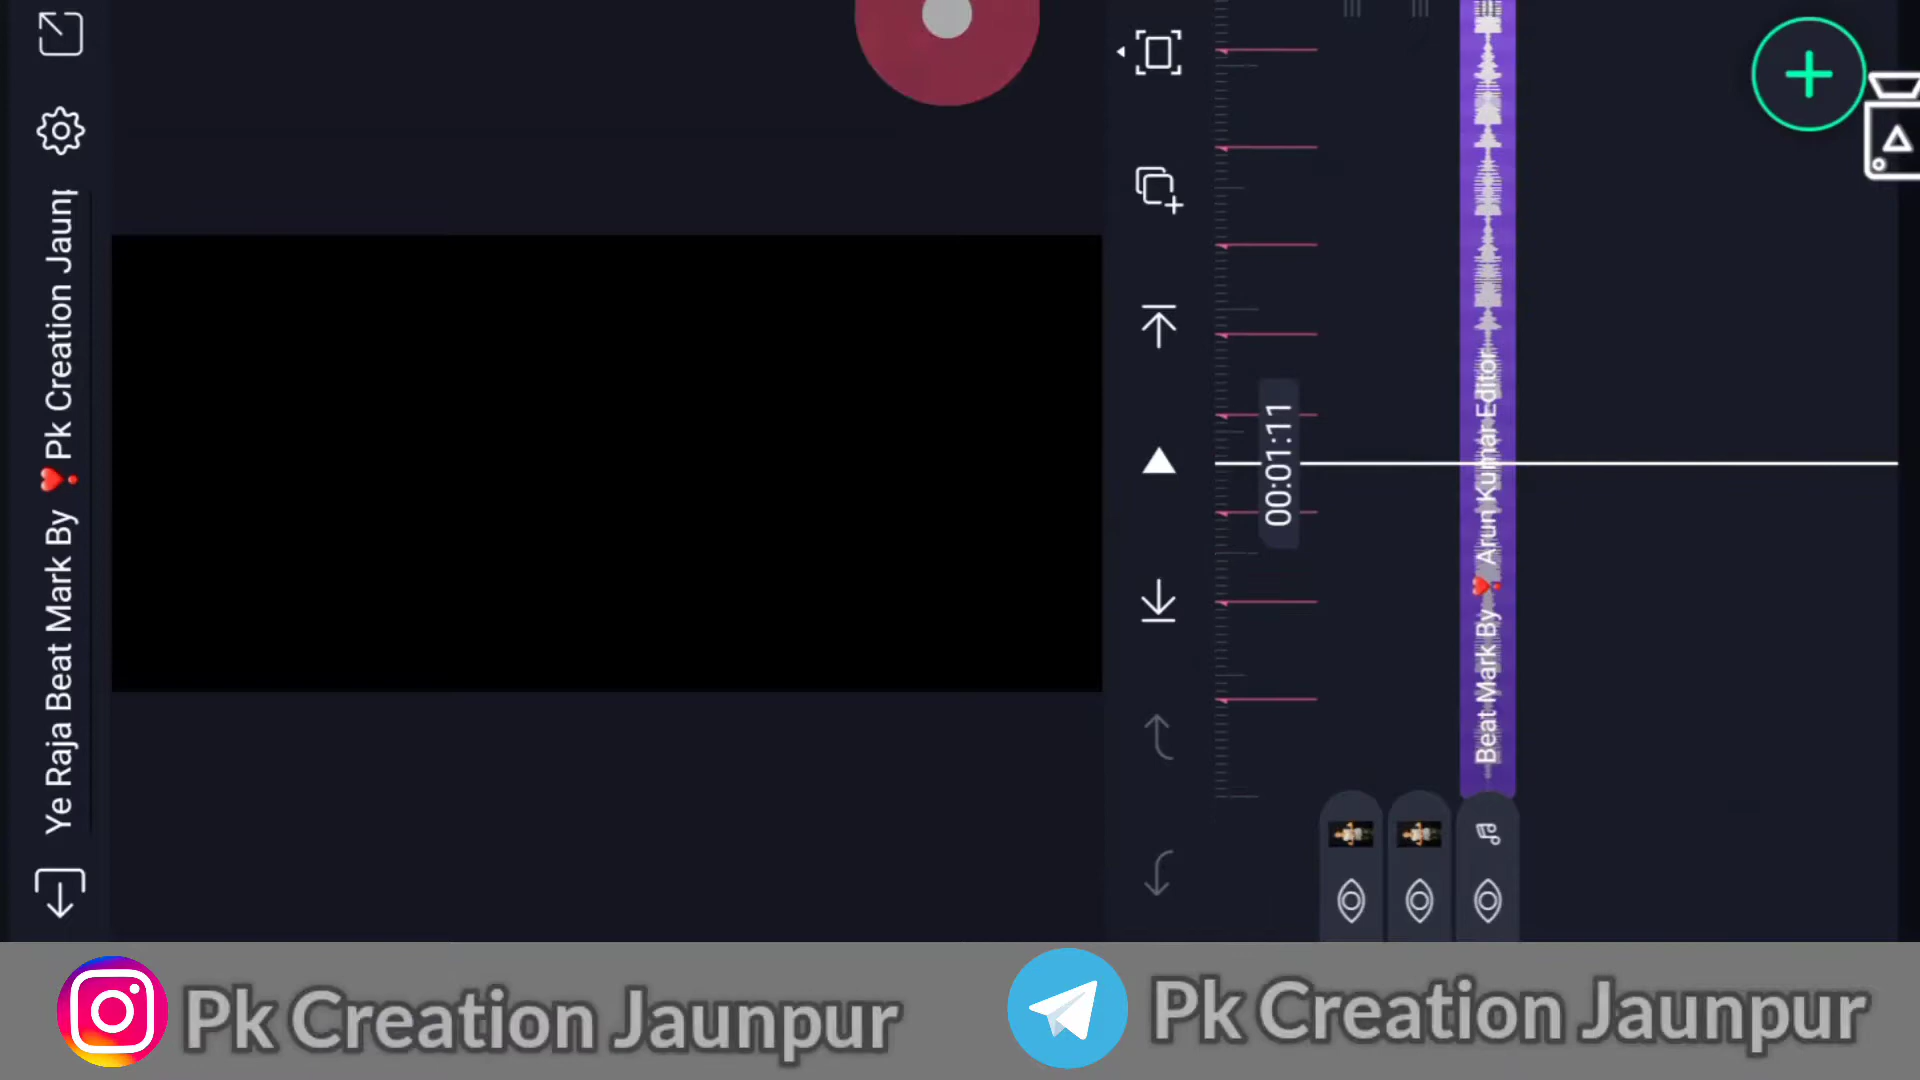 Ye Raja Beat Mark By ❣️Pk Creation Jaunp
00:01:11
Beat Mark By ❣️ Arun Kumar Editor
Pk Creation Jaunpur
Pk Creation Jaunpur